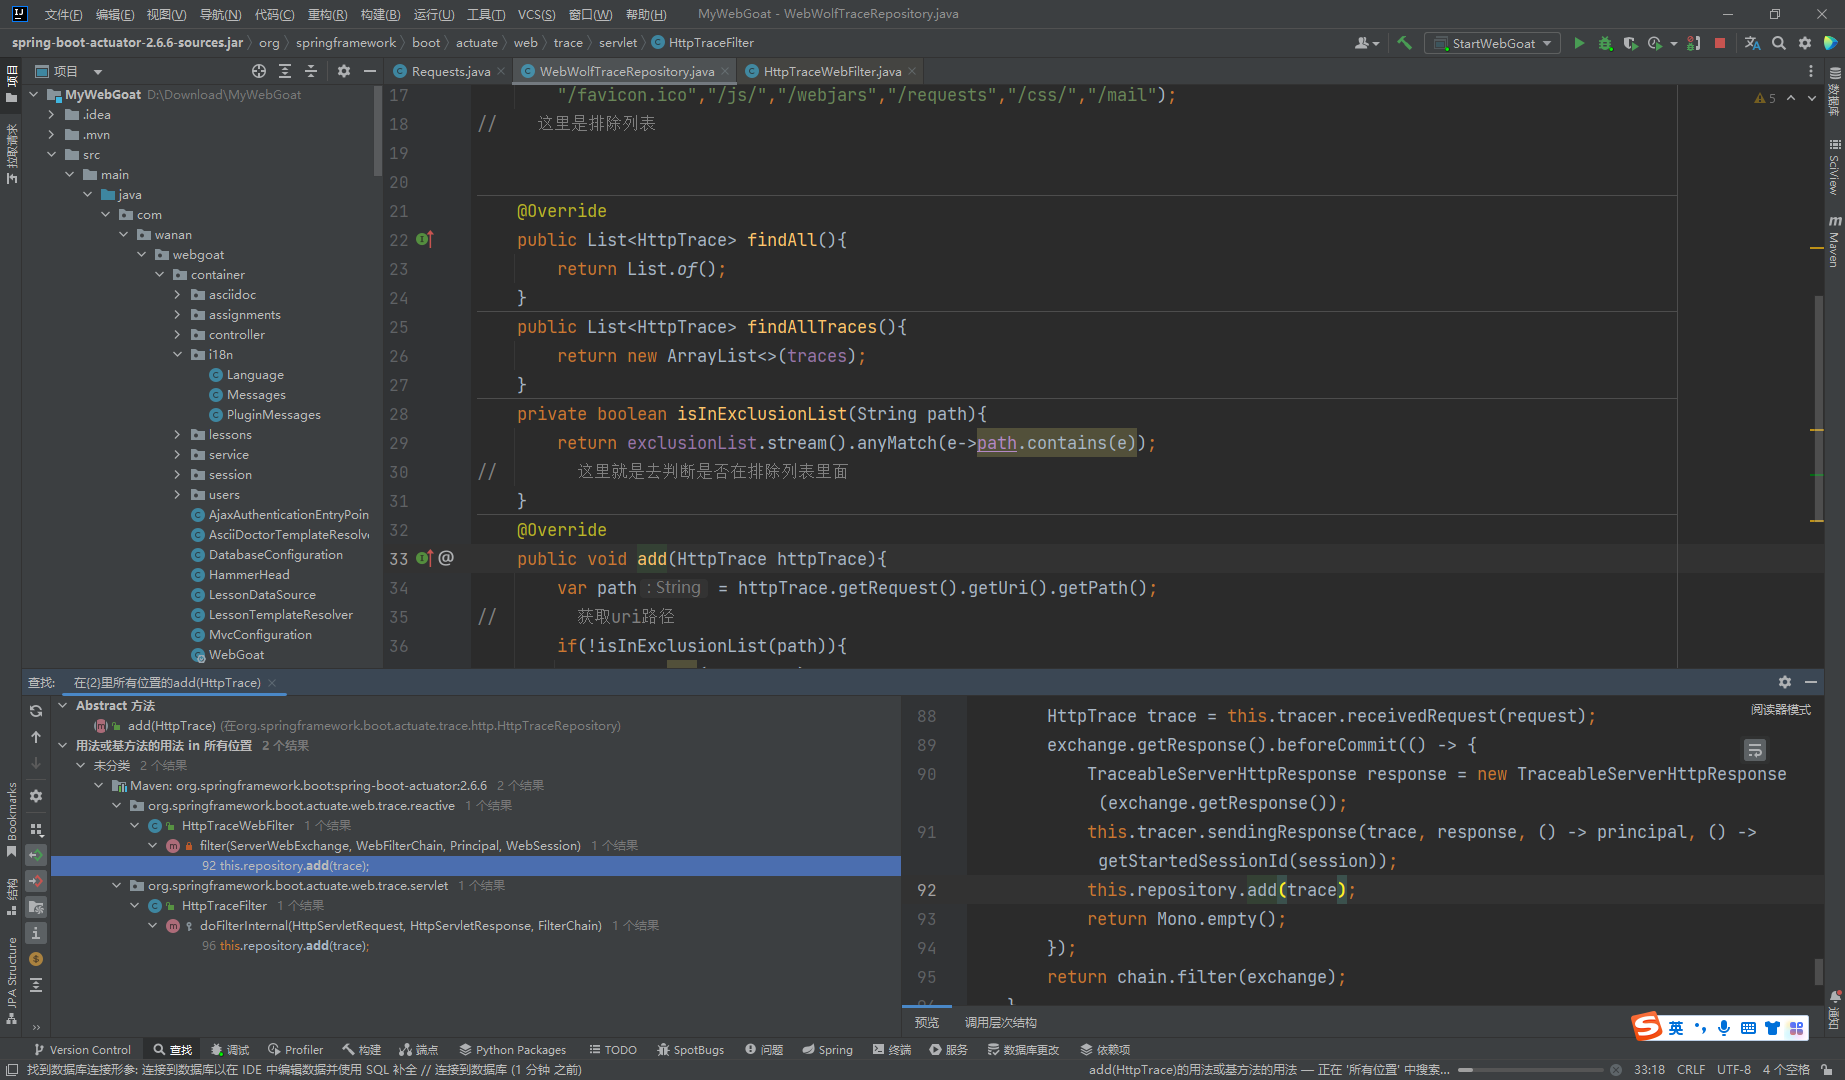 文件(F) 编辑(E) 视图(V) 导航(N) 代码(C) 重构(R) 构建(B) 运行(U) 工具(T) VCS(S) 窗口(W) 帮助(H) MyWebGoat - WebWolfTraceRepository.java
spring-boot-actuator-2.6.6-sources.jar org springframework boot actuate web trace servlet HttpTraceFilter StartWebGoat
项目 Requests.java WebWolfTraceRepository.java HttpTraceWebFilter.java
MyWebGoat D:\Download\MyWebGoat
.idea
.mvn
src
main
java
com
wanan
webgoat
container
asciidoc
assignments
controller
i18n
Language
Messages
PluginMessages
lessons
service
session
users
AjaxAuthenticationEntryPoin
AsciiDoctorTemplateResolv
DatabaseConfiguration
HammerHead
LessonDataSource
LessonTemplateResolver
MvcConfiguration
WebGoat
5
17 "/favicon.ico","/js/","/webjars","/requests","/css/","/mail");
18 // 这里是排除列表
19
20
21 @Override
22 public List<HttpTrace> findAll(){
23 return List.of();
24 }
25 public List<HttpTrace> findAllTraces(){
26 return new ArrayList<>(traces);
27 }
28 private boolean isInExclusionList(String path){
29 return exclusionList.stream().anyMatch(e->path.contains(e));
30 // 这里就是去判断是否在排除列表里面
31 }
32 @Override
33 @ public void add(HttpTrace httpTrace){
34 var path : String = httpTrace.getRequest().getUri().getPath();
35 // 获取uri路径
36 if(!isInExclusionList(path)){
项目
拉取请求
Bookmarks
结构
JPA Structure
数据库
SciView
m Maven
通知
查找: 在{2}里所有位置的add(HttpTrace)
Abstract 方法
add(HttpTrace) (在org.springframework.boot.actuate.trace.http.HttpTraceRepository)
用法或基方法的用法 in 所有位置 2 个结果
未分类 2 个结果
Maven: org.springframework.boot:spring-boot-actuator:2.6.6 2 个结果
org.springframework.boot.actuate.web.trace.reactive 1 个结果
HttpTraceWebFilter 1 个结果
filter(ServerWebExchange, WebFilterChain, Principal, WebSession) 1 个结果
92 this.repository.add(trace);
org.springframework.boot.actuate.web.trace.servlet 1 个结果
HttpTraceFilter 1 个结果
doFilterInternal(HttpServletRequest, HttpServletResponse, FilterChain) 1 个结果
96 this.repository.add(trace);
阅读器模式
88 HttpTrace trace = this.tracer.receivedRequest(request);
89 exchange.getResponse().beforeCommit(() -> {
90 TraceableServerHttpResponse response = new TraceableServerHttpResponse
(exchange.getResponse());
91 this.tracer.sendingResponse(trace, response, () -> principal, () ->
getStartedSessionId(session));
92 this.repository.add(trace);
93 return Mono.empty();
94 });
95 return chain.filter(exchange);
预览 调用层次结构
S 英
Version Control 查找 调试 Profiler 构建 端点 Python Packages TODO SpotBugs 问题 Spring 终端 服务 数据库更改 依赖项
找到数据库连接形参: 连接到数据库以在 IDE 中编辑数据并使用 SQL 补全 // 连接到数据库 (1 分钟 之前) add(HttpTrace)的用法或基方法的用法 — 正在 '所有位置' 中搜索... 33:18 CRLF UTF-8 4 个空格